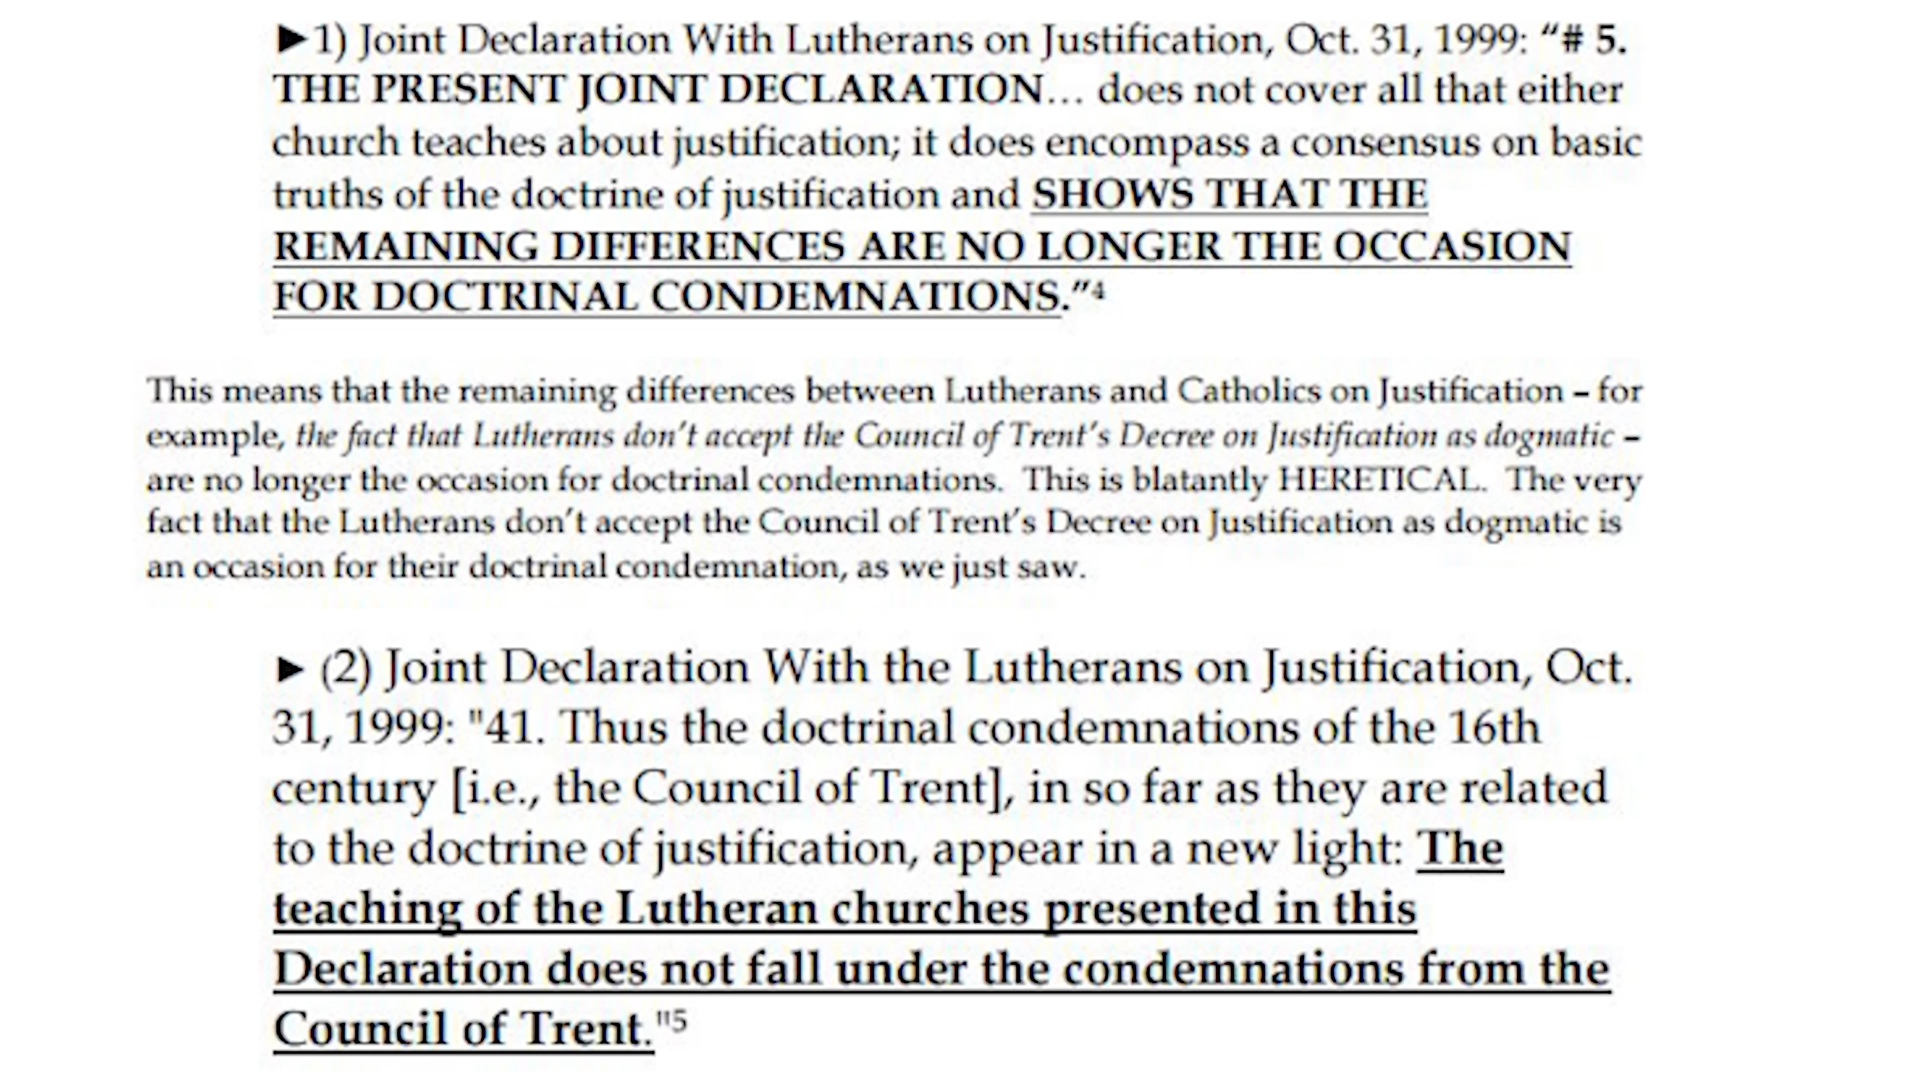 ►1) Joint Declaration With Lutherans on Justification, Oct. 31, 1999: “# 5.
THE PRESENT JOINT DECLARATION… does not cover all that either
church teaches about justification; it does encompass a consensus on basic
truths of the doctrine of justification and SHOWS THAT THE
REMAINING DIFFERENCES ARE NO LONGER THE OCCASION
FOR DOCTRINAL CONDEMNATIONS.”4
This means that the remaining differences between Lutherans and Catholics on Justification – for
example, the fact that Lutherans don’t accept the Council of Trent’s Decree on Justification as dogmatic –
are no longer the occasion for doctrinal condemnations.  This is blatantly HERETICAL.  The very
fact that the Lutherans don’t accept the Council of Trent’s Decree on Justification as dogmatic is
an occasion for their doctrinal condemnation, as we just saw.
► (2) Joint Declaration With the Lutherans on Justification, Oct.
31, 1999: "41. Thus the doctrinal condemnations of the 16th
century [i.e., the Council of Trent], in so far as they are related
to the doctrine of justification, appear in a new light: The
teaching of the Lutheran churches presented in this
Declaration does not fall under the condemnations from the
Council of Trent."5